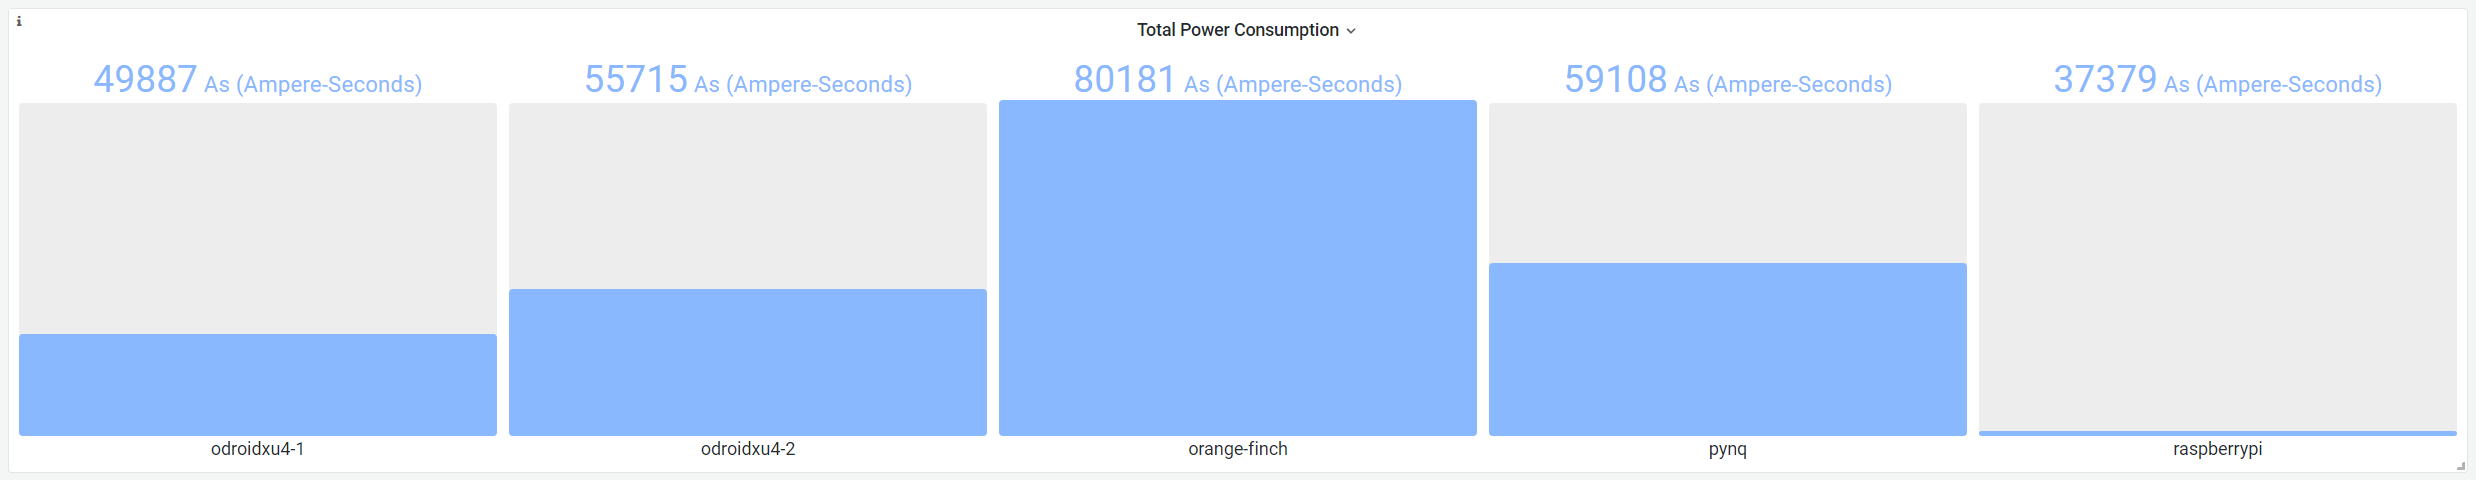 Total Power Consumption
49887 As (Ampere-Seconds)
55715 As (Ampere-Seconds)
80181 As (Ampere-Seconds)
59108 As (Ampere-Seconds)
37379 As (Ampere-Seconds)
odroidxu4-1
odroidxu4-2
orange-finch
pynq
raspberrypi